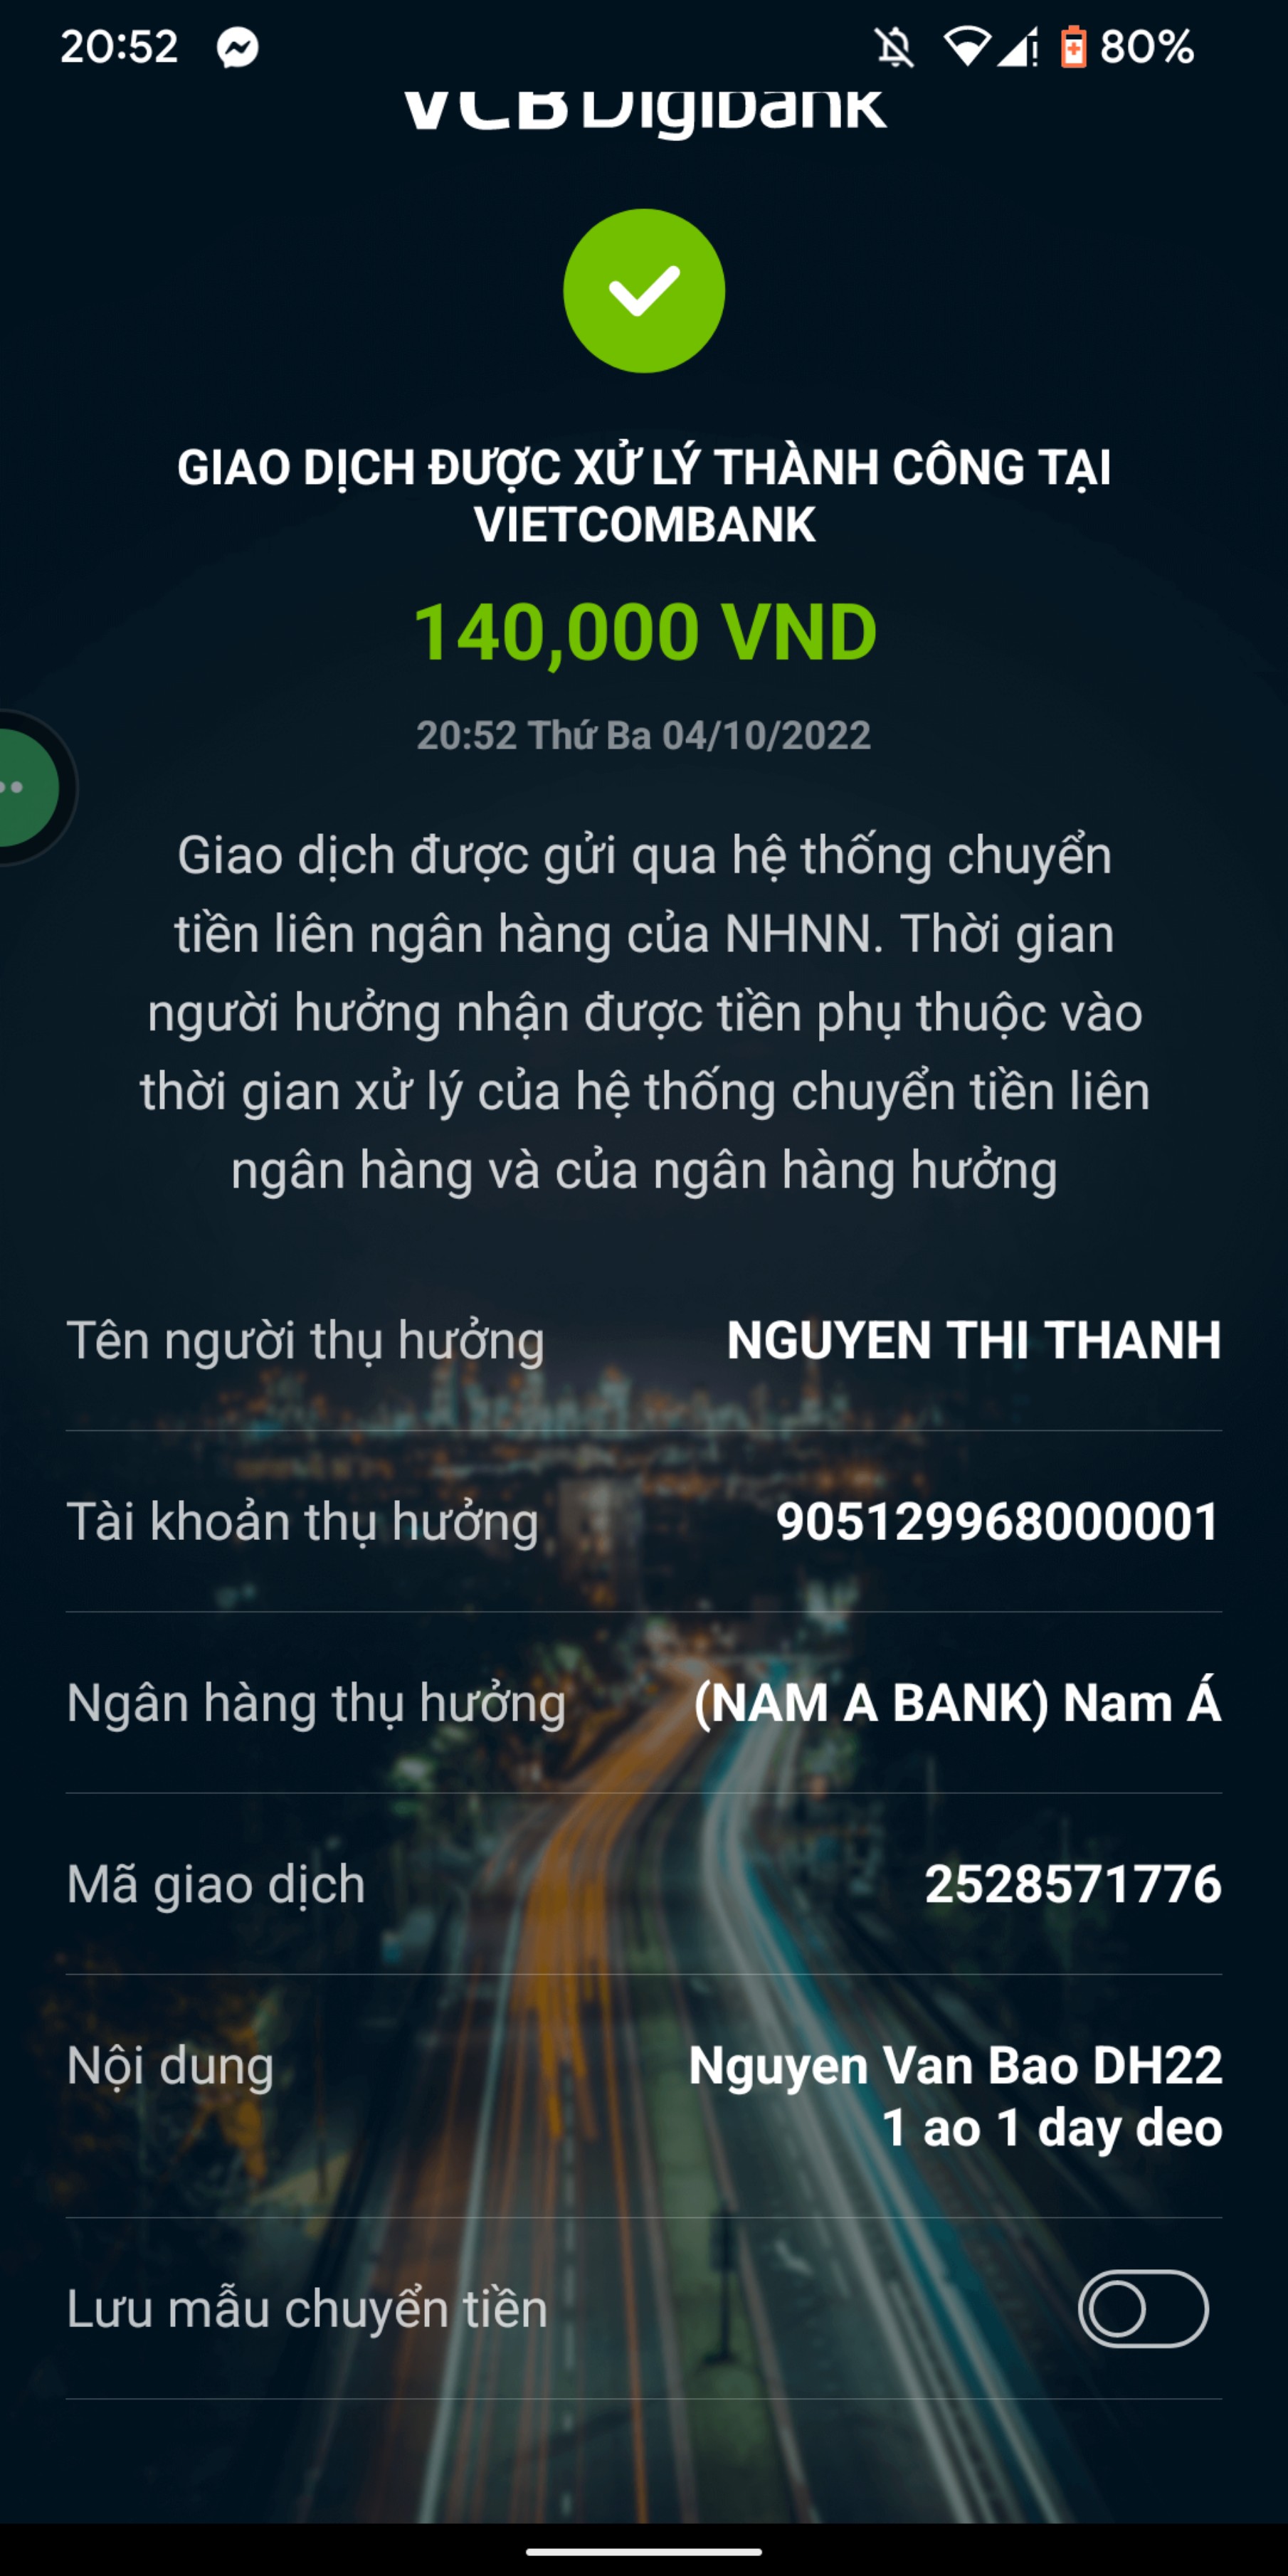 20:52
80%
VCB Digibank
GIAO DỊCH ĐƯỢC XỬ LÝ THÀNH CÔNG TẠI
VIETCOMBANK
140,000 VND
20:52 Thứ Ba 04/10/2022
Giao dịch được gửi qua hệ thống chuyển
tiền liên ngân hàng của NHNN. Thời gian
người hưởng nhận được tiền phụ thuộc vào
thời gian xử lý của hệ thống chuyển tiền liên
ngân hàng và của ngân hàng hưởng
Tên người thụ hưởng NGUYEN THI THANH
Tài khoản thụ hưởng 905129968000001
Ngân hàng thụ hưởng (NAM A BANK) Nam Á
Mã giao dịch 2528571776
Nội dung Nguyen Van Bao DH22
1 ao 1 day deo
Lưu mẫu chuyển tiền